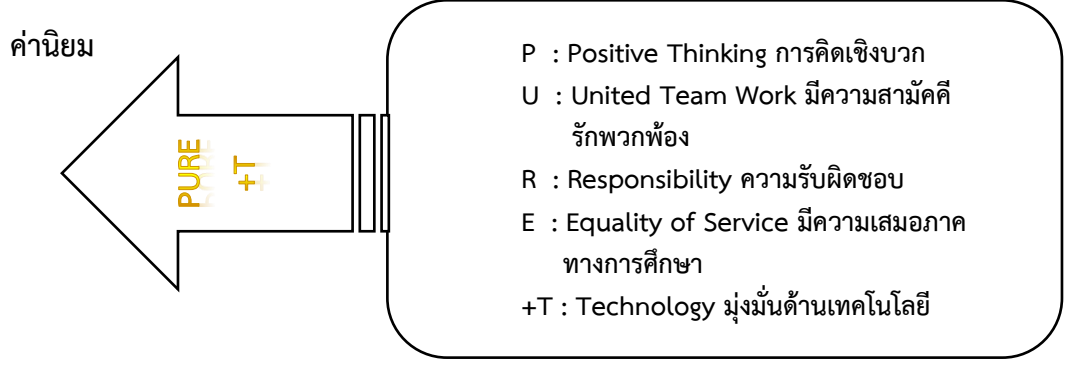 ค่านิยม
PURE
+T
P : Positive Thinking การคิดเชิงบวก
U : United Team Work มีความสามัคคี
รักพวกพ้อง
R : Responsibility ความรับผิดชอบ
E : Equality of Service มีความเสมอภาค
ทางการศึกษา
+T : Technology มุ่งมั่นด้านเทคโนโลยี